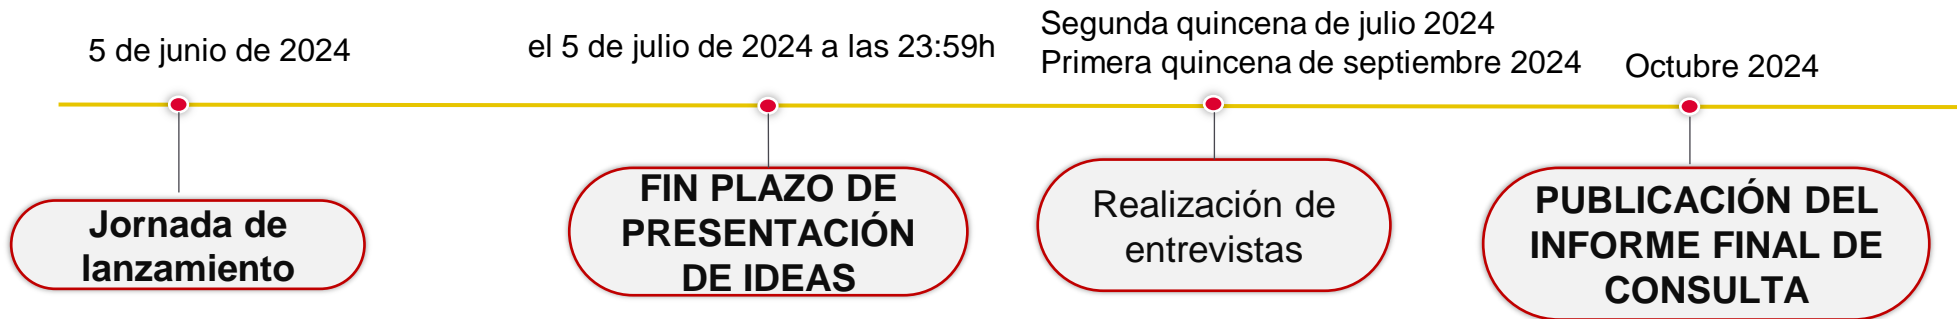 5 de junio de 2024
el 5 de julio de 2024 a las 23:59h
Segunda quincena de julio 2024
Primera quincena de septiembre 2024
Octubre 2024
Jornada de
lanzamiento
FIN PLAZO DE
PRESENTACIÓN
DE IDEAS
Realización de
entrevistas
PUBLICACIÓN DEL
INFORME FINAL DE
CONSULTA